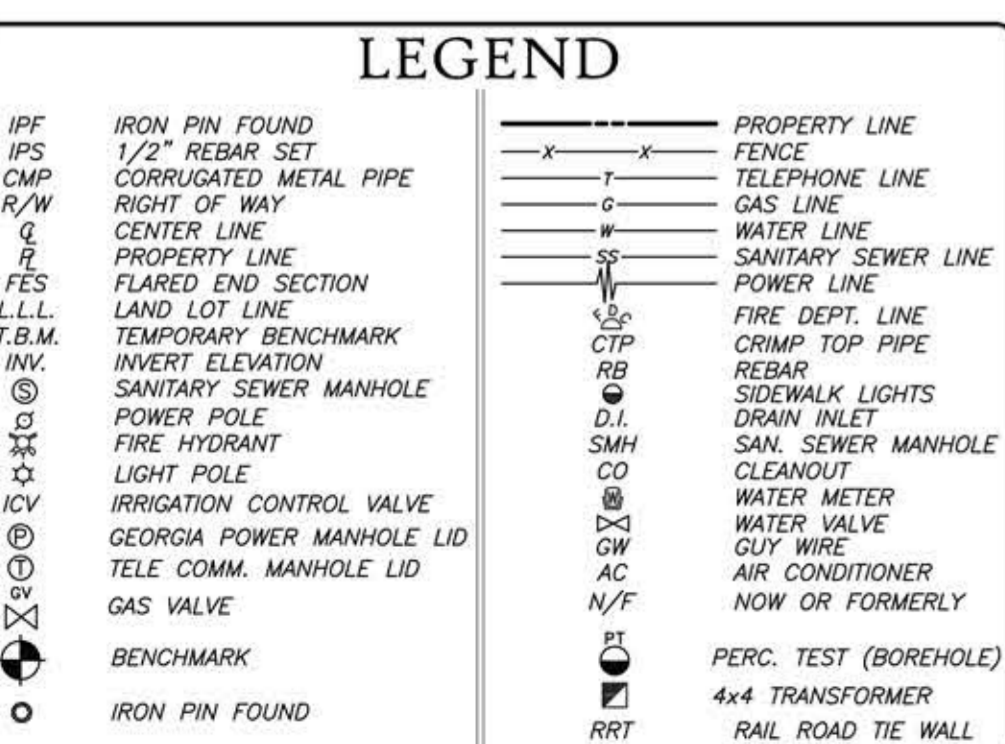 LEGEND
IPF IRON PIN FOUND
IPS 1/2" REBAR SET
CMP CORRUGATED METAL PIPE
R/W RIGHT OF WAY
℄ CENTER LINE
PL PROPERTY LINE
FES FLARED END SECTION
L.L.L. LAND LOT LINE
T.B.M. TEMPORARY BENCHMARK
INV. INVERT ELEVATION
S SANITARY SEWER MANHOLE
POWER POLE
FIRE HYDRANT
LIGHT POLE
ICV IRRIGATION CONTROL VALVE
P GEORGIA POWER MANHOLE LID
T TELE COMM. MANHOLE LID
GV
GAS VALVE
BENCHMARK
IRON PIN FOUND
PROPERTY LINE
X X FENCE
T TELEPHONE LINE
G GAS LINE
W WATER LINE
SS SANITARY SEWER LINE
POWER LINE
FDC FIRE DEPT. LINE
CTP CRIMP TOP PIPE
RB REBAR
SIDEWALK LIGHTS
D.I. DRAIN INLET
SMH SAN. SEWER MANHOLE
CO CLEANOUT
W WATER METER
WATER VALVE
GW GUY WIRE
AC AIR CONDITIONER
N/F NOW OR FORMERLY
PT
PERC. TEST (BOREHOLE)
4x4 TRANSFORMER
RRT RAIL ROAD TIE WALL